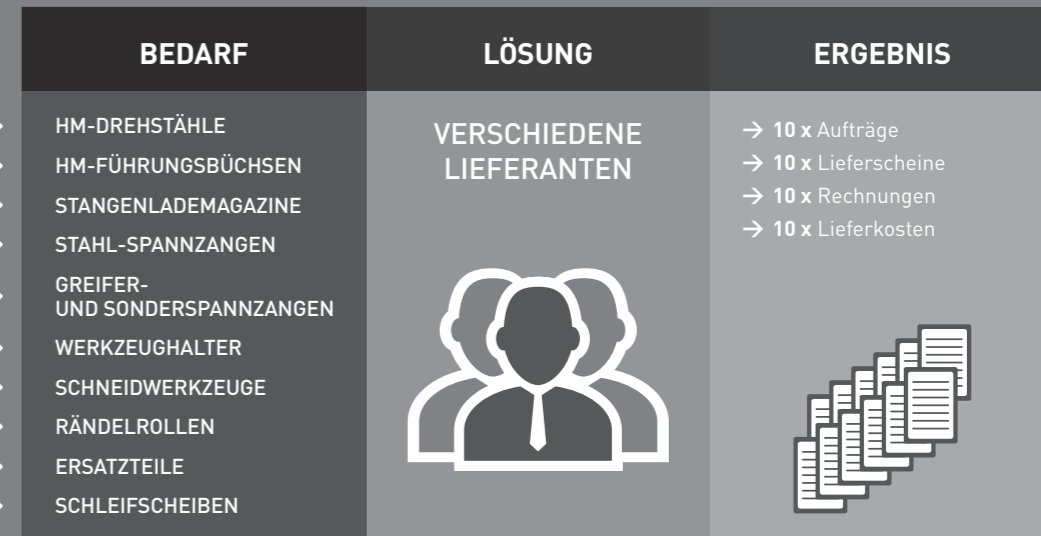 BEDARF
HM-DREHSTÄHLE
HM-FÜHRUNGSBÜCHSEN
STANGENLADEMAGAZINE
STAHL-SPANNZANGEN
GREIFER-
UND SONDERSPANNZANGEN
WERKZEUGHALTER
SCHNEIDWERKZEUGE
RÄNDELROLLEN
ERSATZTEILE
SCHLEIFSCHEIBEN
LÖSUNG
VERSCHIEDENE
LIEFERANTEN
ERGEBNIS
→ 10 x Aufträge
→ 10 x Lieferscheine
→ 10 x Rechnungen
→ 10 x Lieferkosten